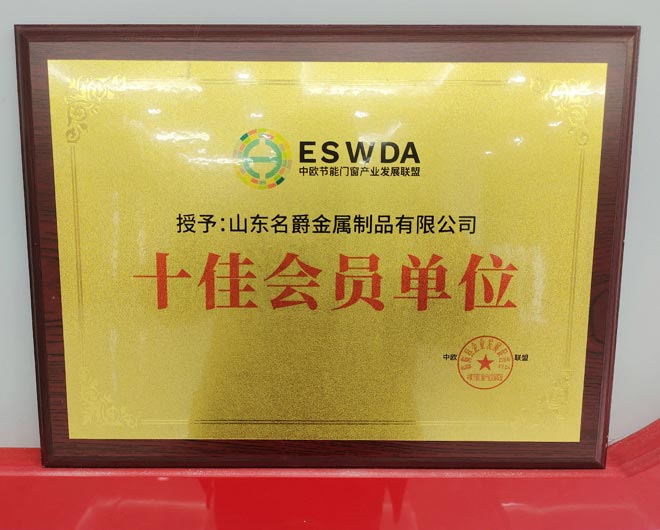 ESWDA
中欧节能门窗产业发展联盟
授予:山东名爵金属制品有限公司
十佳会员单位
中欧
联盟